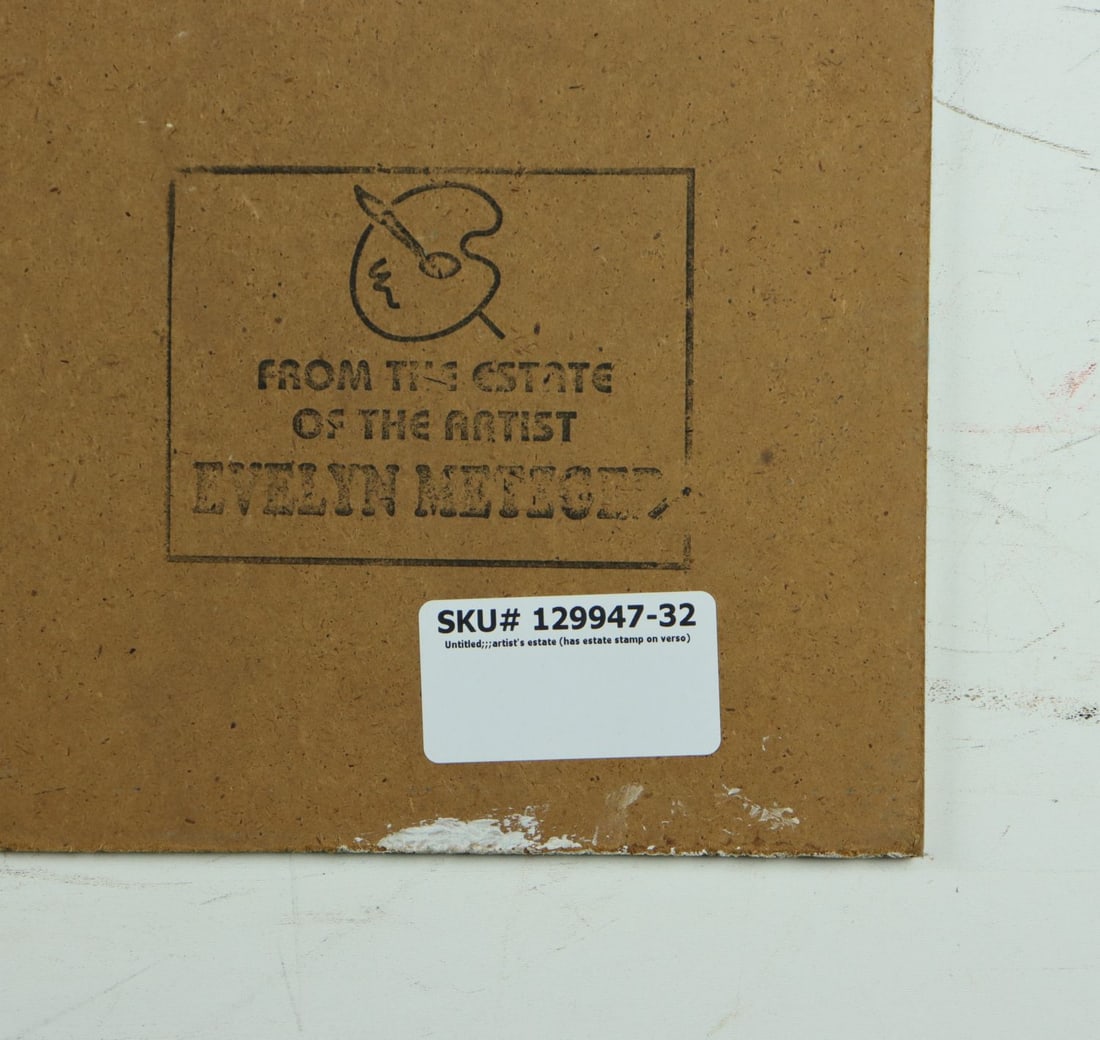 FROM THE ESTATE
OF THE ARTIST
EVELYN METZGER
SKU# 129947-32
Untitled;;;artist's estate (has estate stamp on verso)